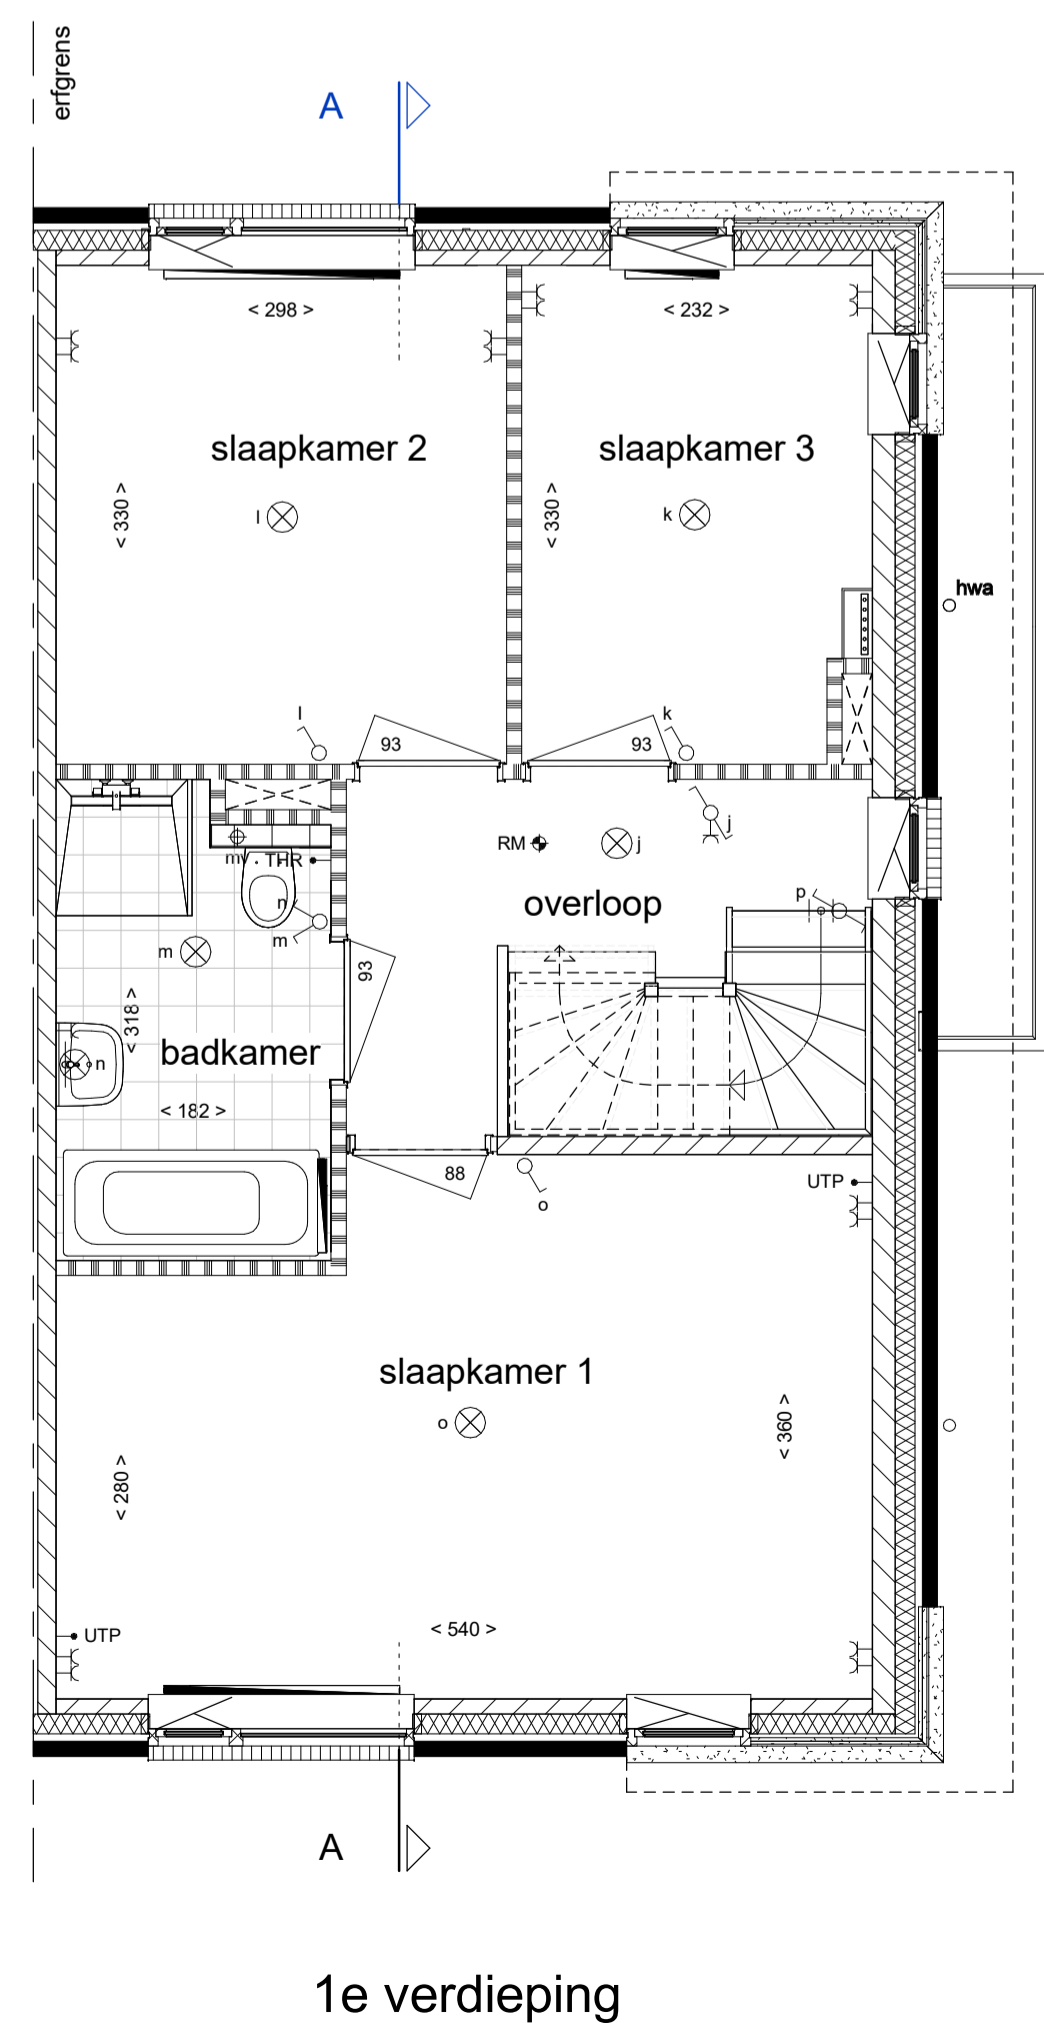 erfgrens
A
< 298 >
< 232 >
slaapkamer 2
slaapkamer 3
< 330 >
l
< 330 >
k
hwa
l
93
93
k
mv
THR
RM
j
j
overloop
n
m
m
p
93
< 318 >
n
badkamer
< 182 >
88
o
UTP
slaapkamer 1
o
< 360 >
< 280 >
UTP
< 540 >
A
1e verdieping